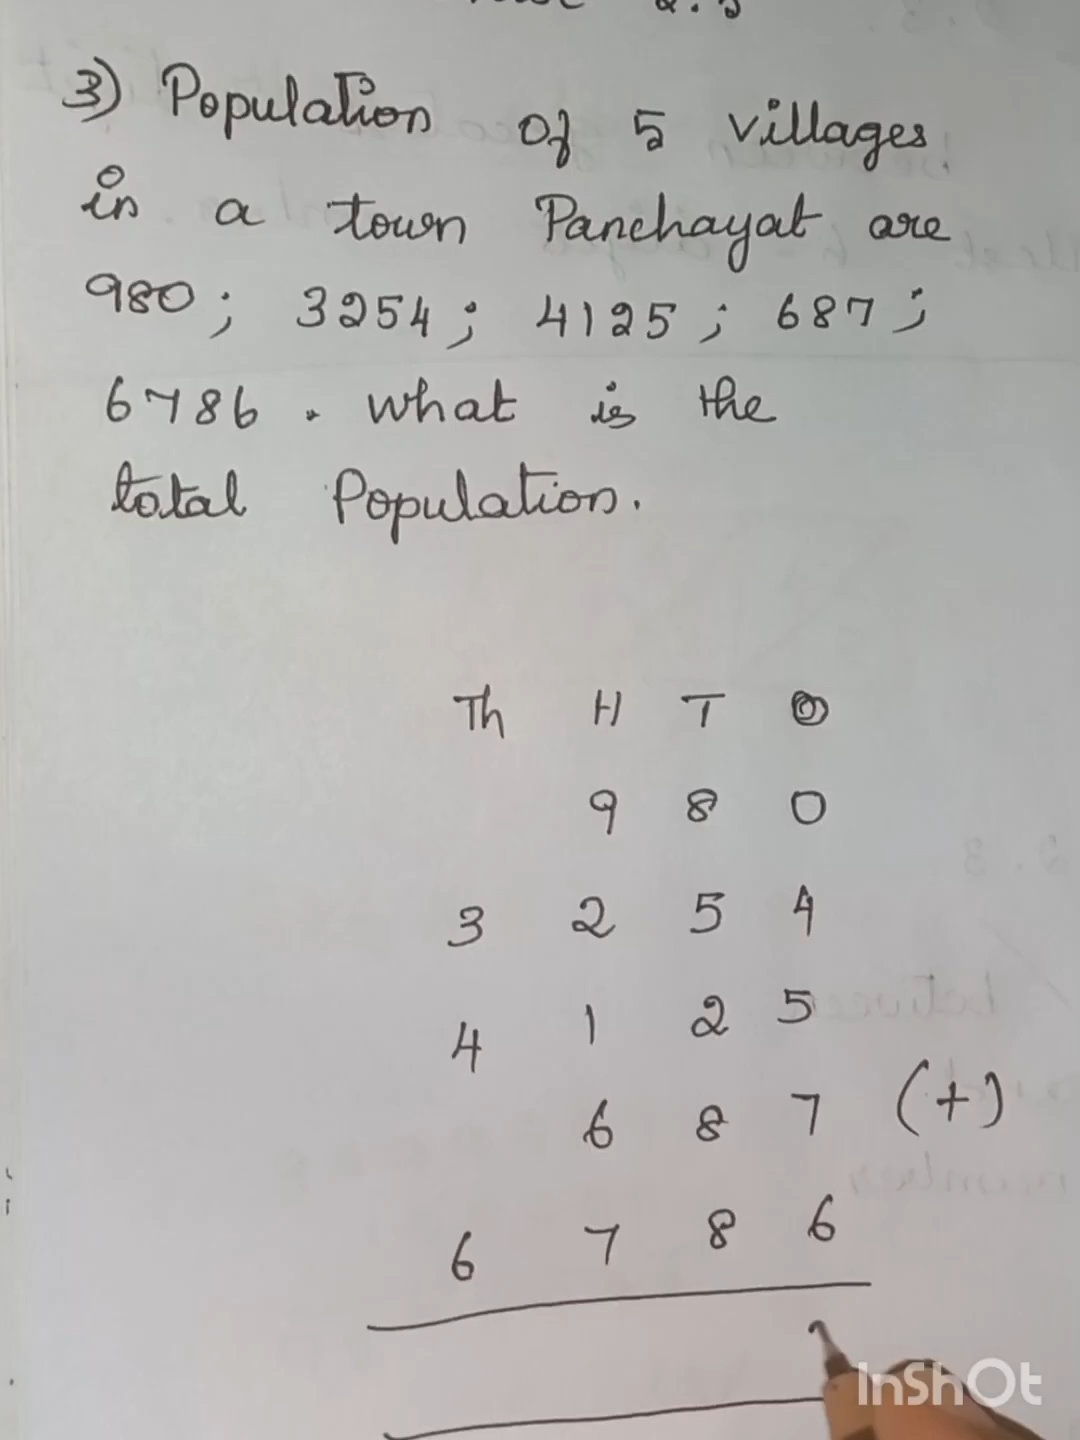 3) Population of 5 villages
in a town Panchayat are
980; 3254; 4125; 687;
6786. What is the
total Population.
Th H T O
9 8 0
3 2 5 4
4 1 2 5
6 8 7 (+)
6 7 8 6
InShOt